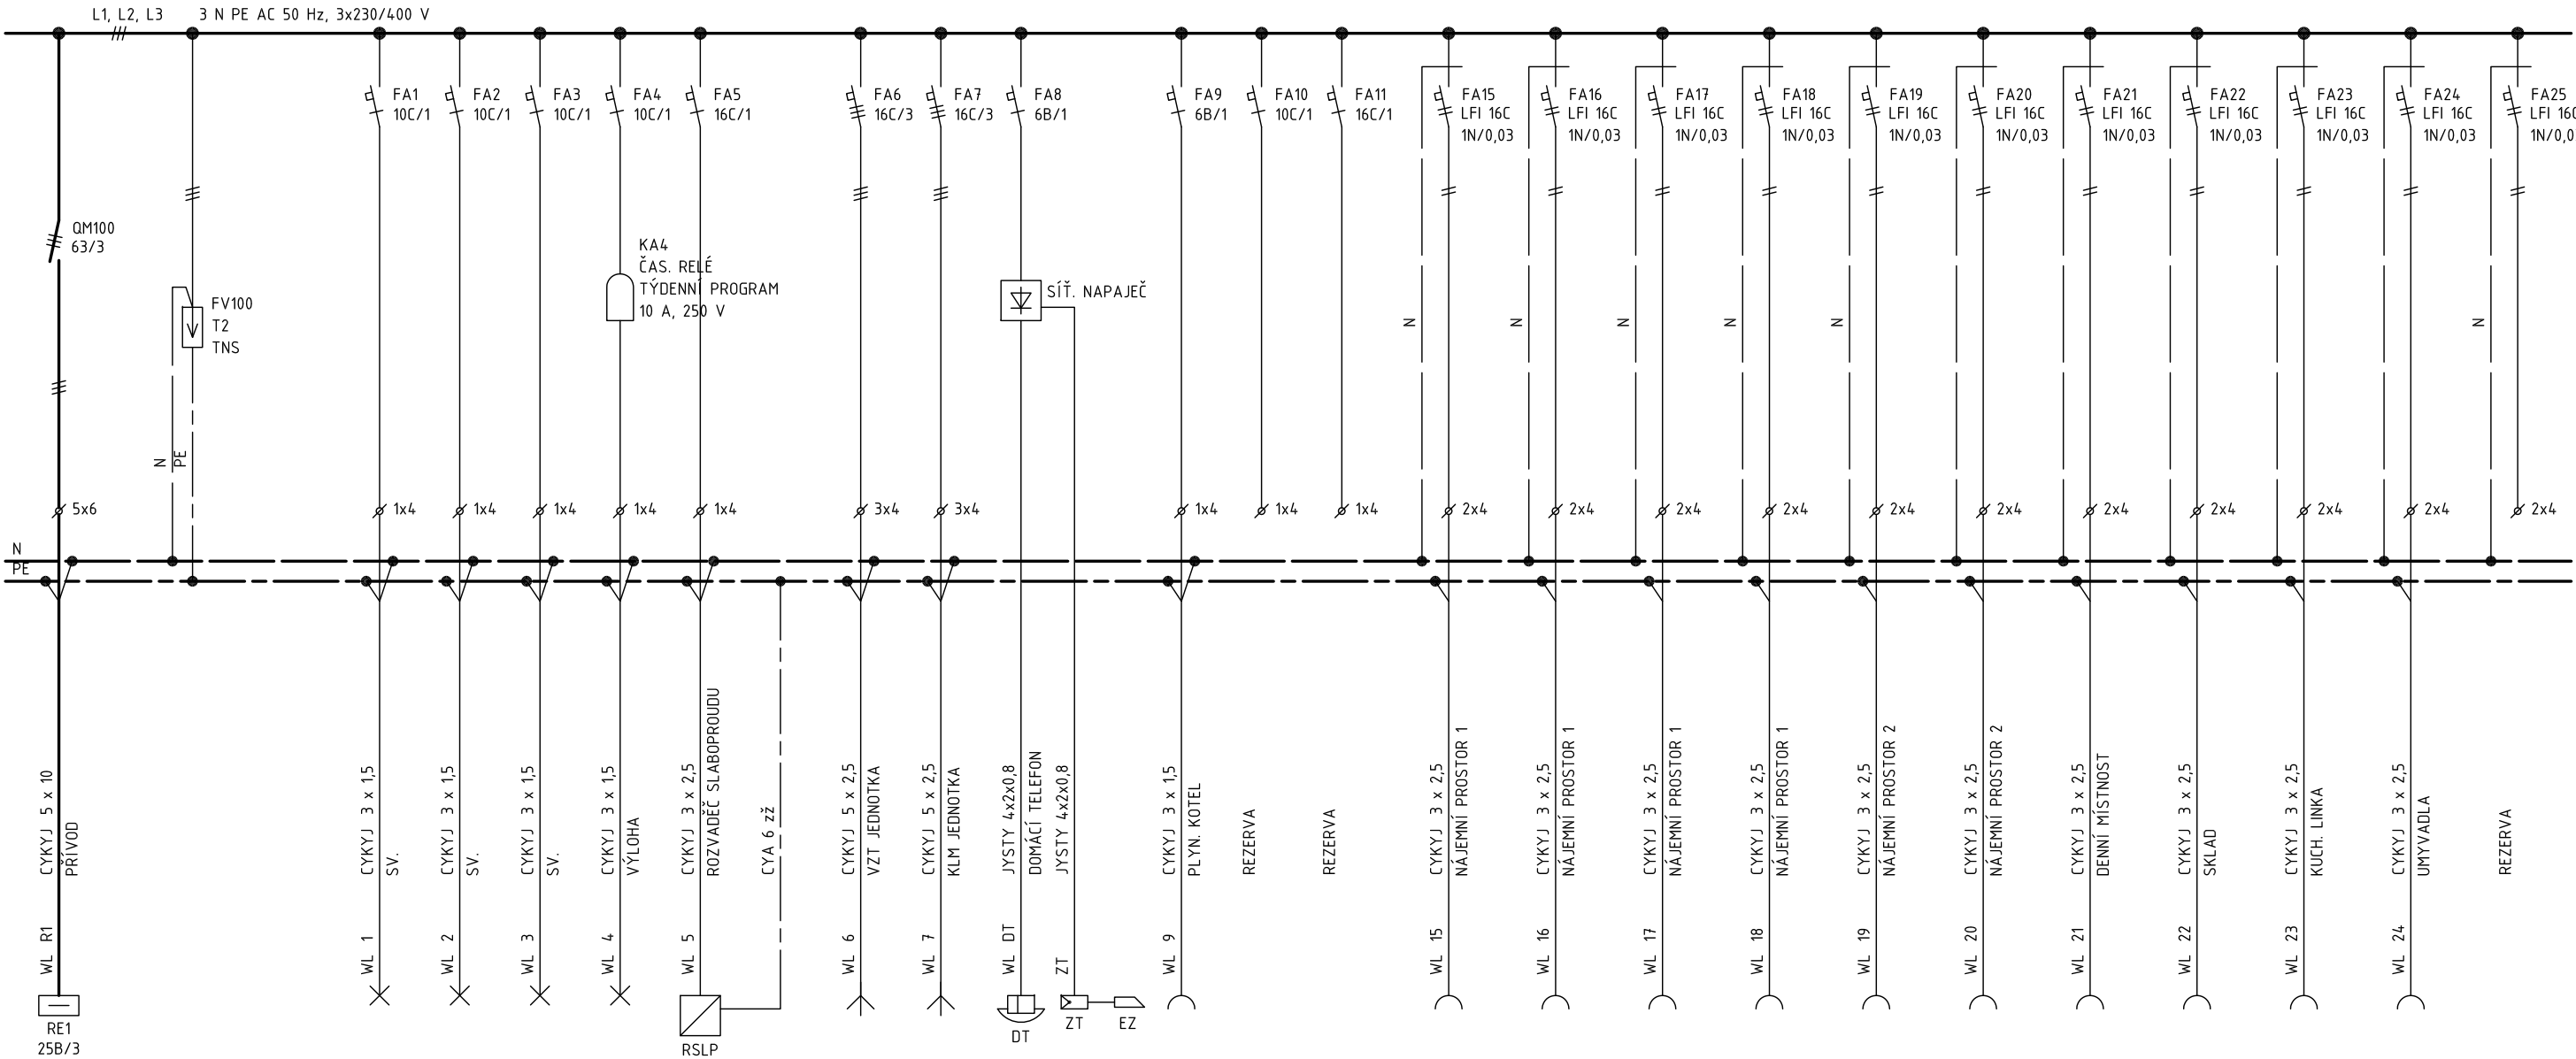 L1, L2, L3
3 N PE AC 50 Hz, 3x230/400 V
QM100
63/3
FV100
T2
TNS
N
PE
FA1
10C/1
FA2
10C/1
FA3
10C/1
FA4
10C/1
FA5
16C/1
FA6
16C/3
FA7
16C/3
FA8
6B/1
FA9
6B/1
FA10
10C/1
FA11
16C/1
FA15
LFI 16C
1N/0,03
FA16
LFI 16C
1N/0,03
FA17
LFI 16C
1N/0,03
FA18
LFI 16C
1N/0,03
FA19
LFI 16C
1N/0,03
FA20
LFI 16C
1N/0,03
FA21
LFI 16C
1N/0,03
FA22
LFI 16C
1N/0,03
FA23
LFI 16C
1N/0,03
FA24
LFI 16C
1N/0,03
FA25
LFI 16C
1N/0,0
KA4
ČAS. RELÉ
TÝDENNÍ PROGRAM
10 A, 250 V
SÍŤ. NAPAJEČ
N
N
N
N
N
N
5x6
1x4
1x4
1x4
1x4
1x4
3x4
3x4
1x4
1x4
1x4
2x4
2x4
2x4
2x4
2x4
2x4
2x4
2x4
2x4
2x4
2x4
N
PE
WL R1 CYKYJ 5 x 10
PŘÍVOD
WL 1 CYKYJ 3 x 1,5
SV.
WL 2 CYKYJ 3 x 1,5
SV.
WL 3 CYKYJ 3 x 1,5
SV.
WL 4 CYKYJ 3 x 1,5
VÝLOHA
WL 5 CYKYJ 3 x 2,5
ROZVADĚČ SLABOPROUDU
CYA 6 zž
WL 6 CYKYJ 5 x 2,5
VZT JEDNOTKA
WL 7 CYKYJ 5 x 2,5
KLM JEDNOTKA
WL DT JYSTY 4x2x0,8
DOMÁCÍ TELEFON
ZT JYSTY 4x2x0,8
WL 9 CYKYJ 3 x 1,5
PLYN. KOTEL
REZERVA
REZERVA
WL 15 CYKYJ 3 x 2,5
NÁJEMNÍ PROSTOR 1
WL 16 CYKYJ 3 x 2,5
NÁJEMNÍ PROSTOR 1
WL 17 CYKYJ 3 x 2,5
NÁJEMNÍ PROSTOR 1
WL 18 CYKYJ 3 x 2,5
NÁJEMNÍ PROSTOR 1
WL 19 CYKYJ 3 x 2,5
NÁJEMNÍ PROSTOR 2
WL 20 CYKYJ 3 x 2,5
NÁJEMNÍ PROSTOR 2
WL 21 CYKYJ 3 x 2,5
DENNÍ MÍSTNOST
WL 22 CYKYJ 3 x 2,5
SKLAD
WL 23 CYKYJ 3 x 2,5
KUCH. LINKA
WL 24 CYKYJ 3 x 2,5
UMYVADLA
REZERVA
RE1
25B/3
RSLP
DT
ZT
EZ